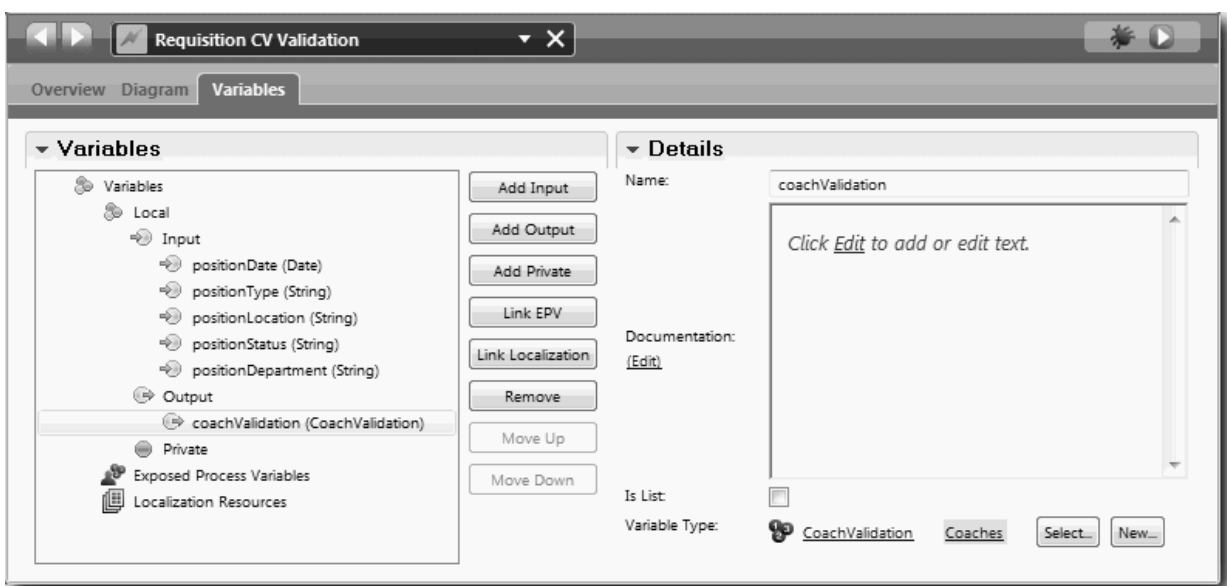 Requisition CV Validation
Overview Diagram Variables
Variables
Variables
Local
Input
positionDate (Date)
positionType (String)
positionLocation (String)
positionStatus (String)
positionDepartment (String)
Output
coachValidation (CoachValidation)
Private
Exposed Process Variables
Localization Resources
Add Input
Add Output
Add Private
Link EPV
Link Localization
Remove
Move Up
Move Down
Details
Name: coachValidation
Click Edit to add or edit text.
Documentation:
(Edit)
Is List:
Variable Type: CoachValidation Coaches Select... New...